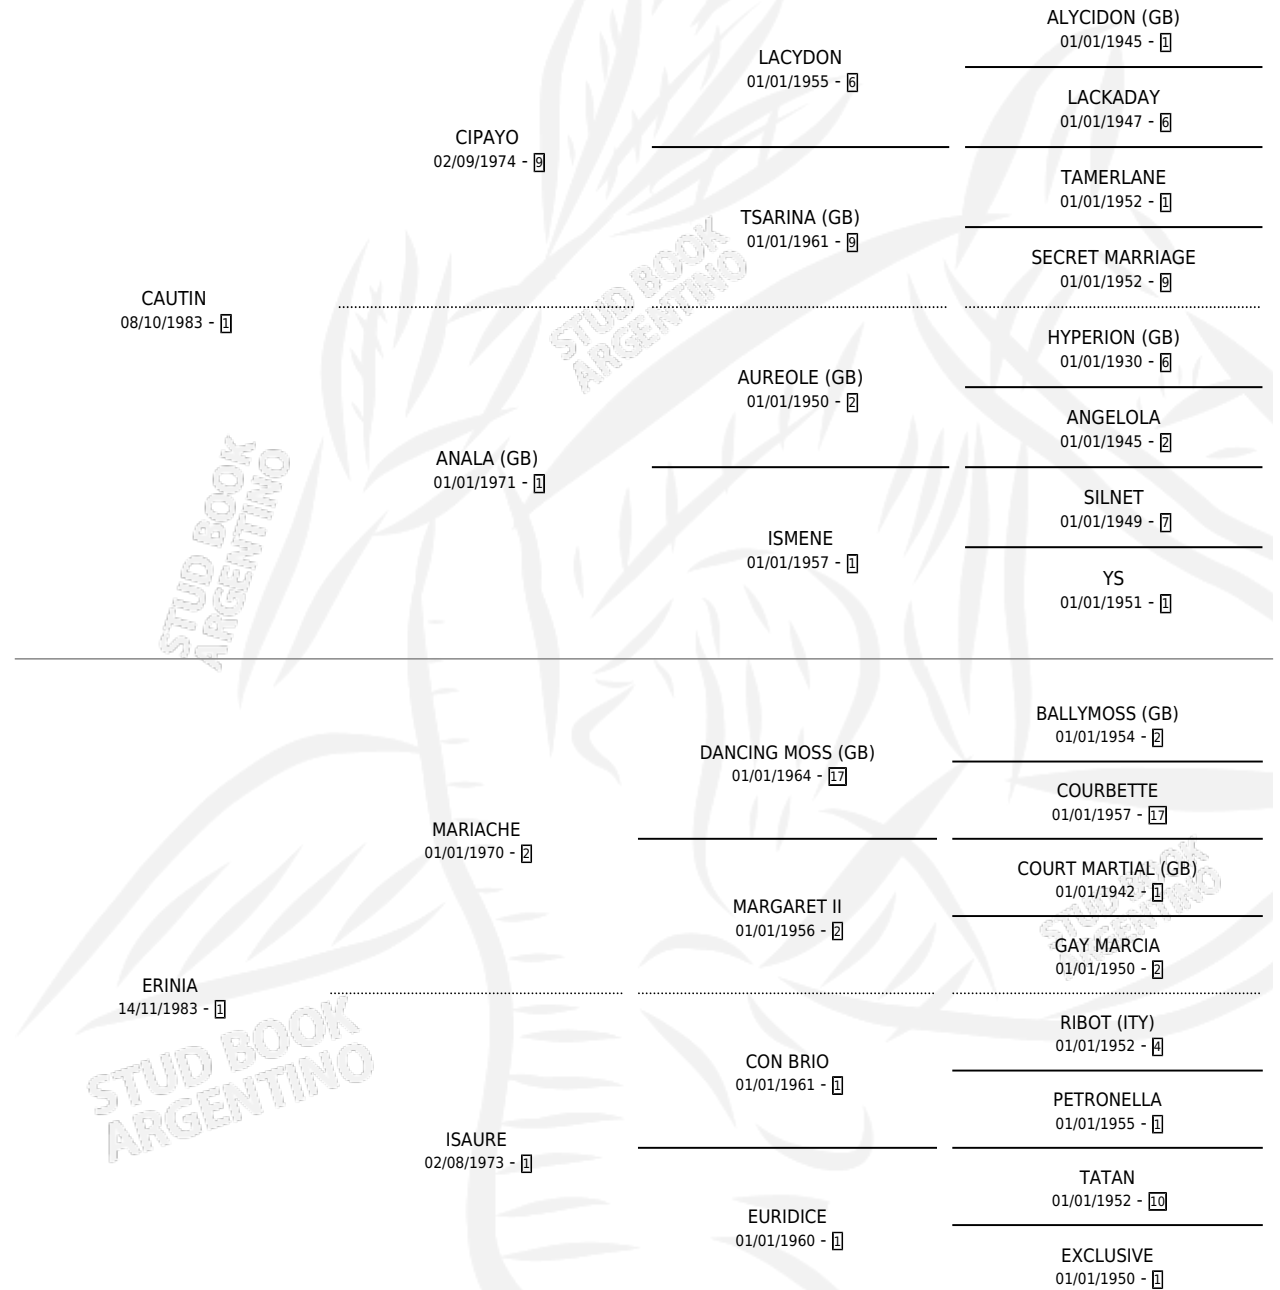 ALYCIDON (GB)
01/01/1945 - 1
LACYDON
01/01/1955 - 6
LACKADAY
01/01/1947 - 6
CIPAYO
02/09/1974 - 9
TAMERLANE
01/01/1952 - 1
TSARINA (GB)
01/01/1961 - 9
SECRET MARRIAGE
01/01/1952 - 9
CAUTIN
08/10/1983 - 1
HYPERION (GB)
01/01/1930 - 6
AUREOLE (GB)
01/01/1950 - 2
ANGELOLA
01/01/1945 - 2
ANALA (GB)
01/01/1971 - 1
SILNET
01/01/1949 - 7
ISMENE
01/01/1957 - 1
YS
01/01/1951 - 1
BALLYMOSS (GB)
01/01/1954 - 2
DANCING MOSS (GB)
01/01/1964 - 17
COURBETTE
01/01/1957 - 17
MARIACHE
01/01/1970 - 2
COURT MARTIAL (GB)
01/01/1942 - 1
MARGARET II
01/01/1956 - 2
GAY MARCIA
01/01/1950 - 2
ERINIA
14/11/1983 - 1
RIBOT (ITY)
01/01/1952 - 4
CON BRIO
01/01/1961 - 1
PETRONELLA
01/01/1955 - 1
ISAURE
02/08/1973 - 1
TATAN
01/01/1952 - 10
EURIDICE
01/01/1960 - 1
EXCLUSIVE
01/01/1950 - 1
STUD BOOK
ARGENTINO
STUD BOOK
ARGENTINO
STUD BOOK
ARGENTINO
STUD BOOK
ARGENTINO